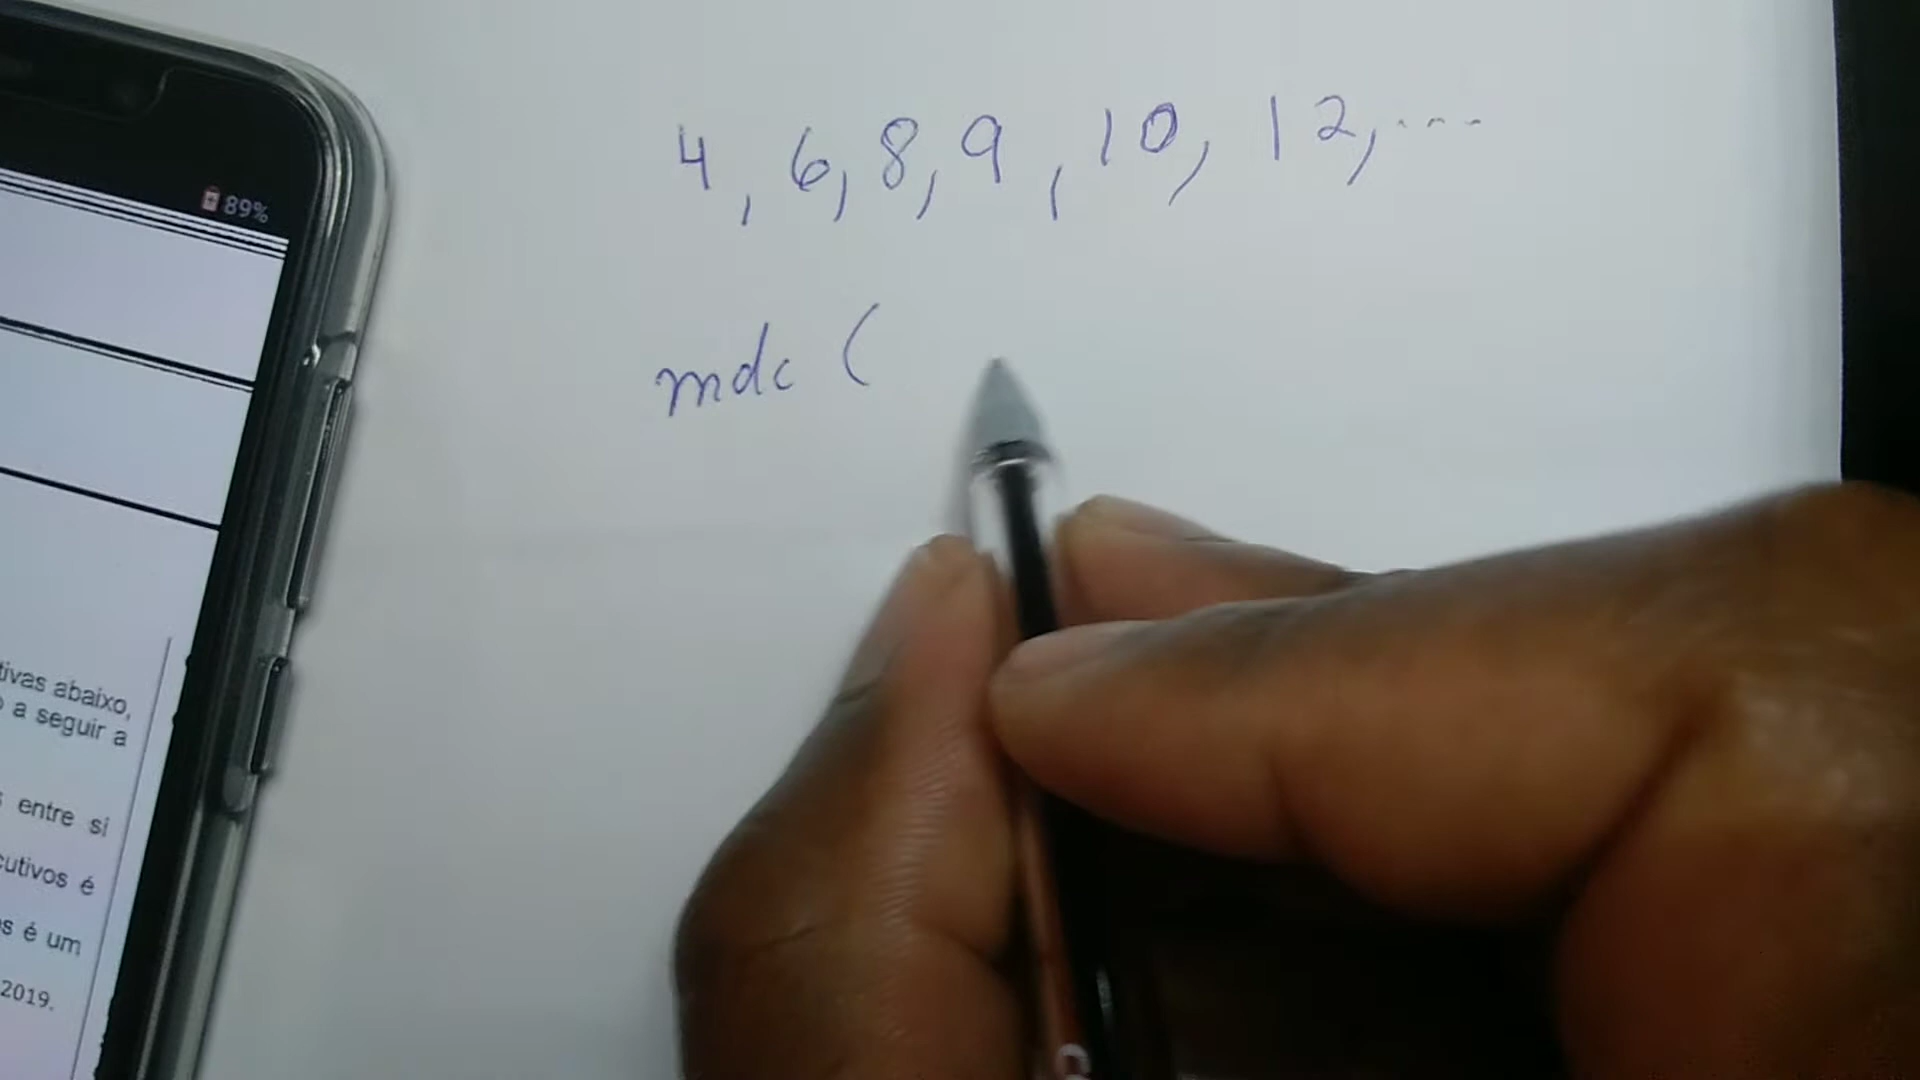 4, 6, 8, 9, 10, 12, ...
mdc (
89%
tivas abaixo,
o a seguir a
s entre si
cutivos é
s é um
2019.